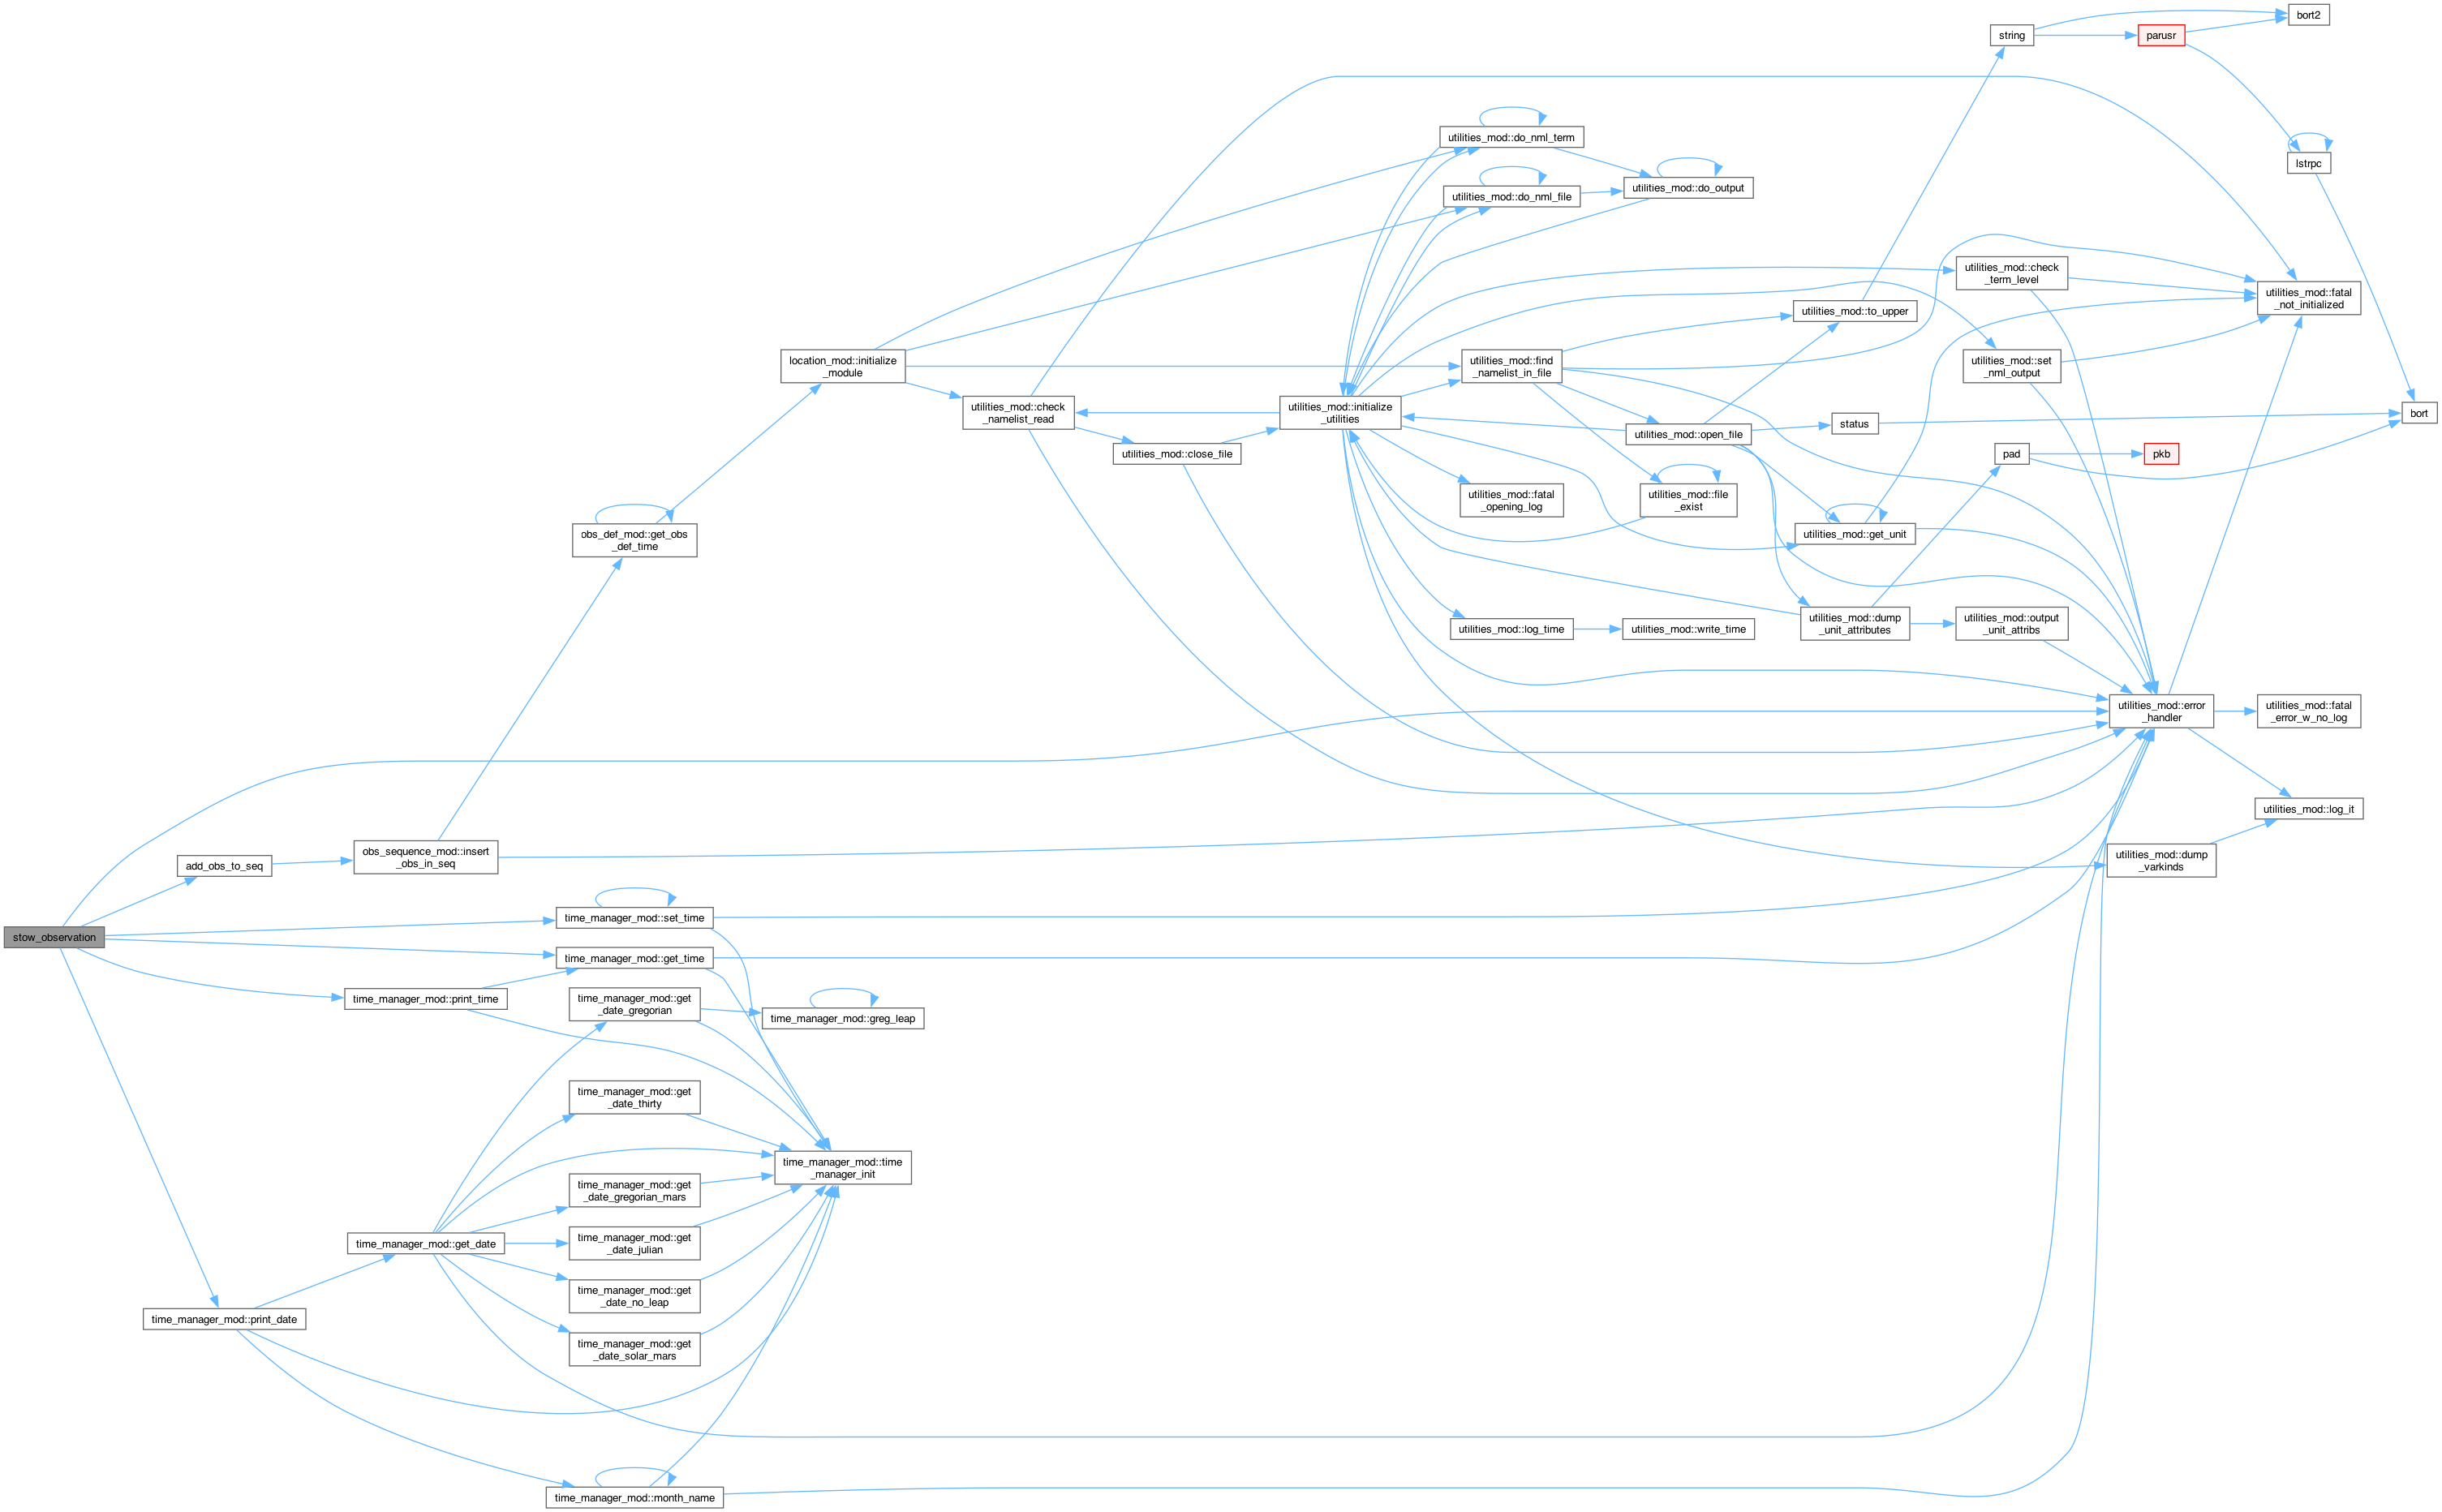 bort2
string
parusr
utilities_mod::do_nml_term
lstrpc
utilities_mod::do_output
utilities_mod::do_nml_file
utilities_mod::check
_term_level
utilities_mod::fatal
_not_initialized
utilities_mod::to_upper
location_mod::initialize
_module
utilities_mod::find
_namelist_in_file
utilities_mod::set
_nml_output
utilities_mod::check
_namelist_read
utilities_mod::initialize
_utilities
bort
status
utilities_mod::open_file
utilities_mod::close_file
pad
pkb
utilities_mod::fatal
_opening_log
utilities_mod::file
_exist
obs_def_mod::get_obs
_def_time
utilities_mod::get_unit
utilities_mod::log_time
utilities_mod::write_time
utilities_mod::dump
_unit_attributes
utilities_mod::output
_unit_attribs
utilities_mod::error
_handler
utilities_mod::fatal
_error_w_no_log
utilities_mod::log_it
obs_sequence_mod::insert
_obs_in_seq
add_obs_to_seq
utilities_mod::dump
_varkinds
time_manager_mod::set_time
stow_observation
time_manager_mod::get_time
time_manager_mod::print_time
time_manager_mod::get
_date_gregorian
time_manager_mod::greg_leap
time_manager_mod::get
_date_thirty
time_manager_mod::time
_manager_init
time_manager_mod::get
_date_gregorian_mars
time_manager_mod::get_date
time_manager_mod::get
_date_julian
time_manager_mod::get
_date_no_leap
time_manager_mod::print_date
time_manager_mod::get
_date_solar_mars
time_manager_mod::month_name